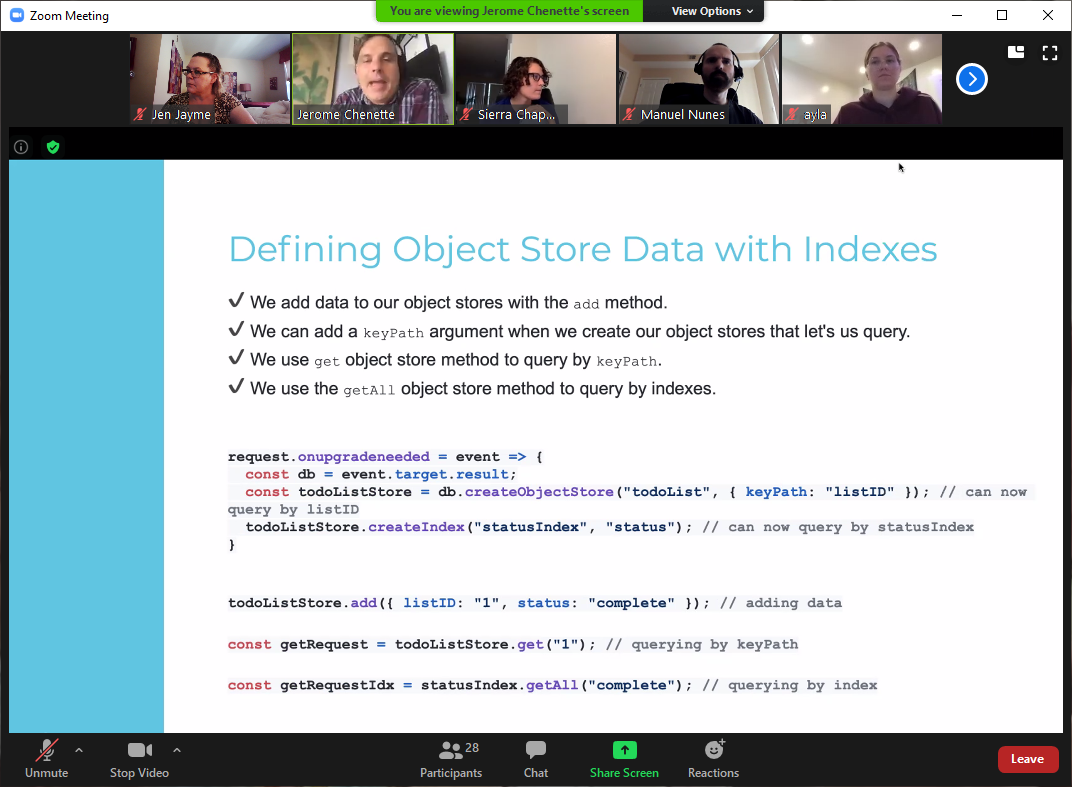 Zoom Meeting
You are viewing Jerome Chenette's screen
View Options
Jen Jayme
Jerome Chenette
Sierra Chap...
Manuel Nunes
ayla
Defining Object Store Data with Indexes
✓ We add data to our object stores with the add method.
✓ We can add a keyPath argument when we create our object stores that let's us query.
✓ We use get object store method to query by keyPath.
✓ We use the getAll object store method to query by indexes.
request.onupgradeneeded = event => {
const db = event.target.result;
const todoListStore = db.createObjectStore("todoList", { keyPath: "listID" }); // can now
query by listID
todoListStore.createIndex("statusIndex", "status"); // can now query by statusIndex
}
todoListStore.add({ listID: "1", status: "complete" }); // adding data
const getRequest = todoListStore.get("1"); // querying by keyPath
const getRequestIdx = statusIndex.getAll("complete"); // querying by index
Unmute
Stop Video
28
Participants
Chat
Share Screen
Reactions
Leave